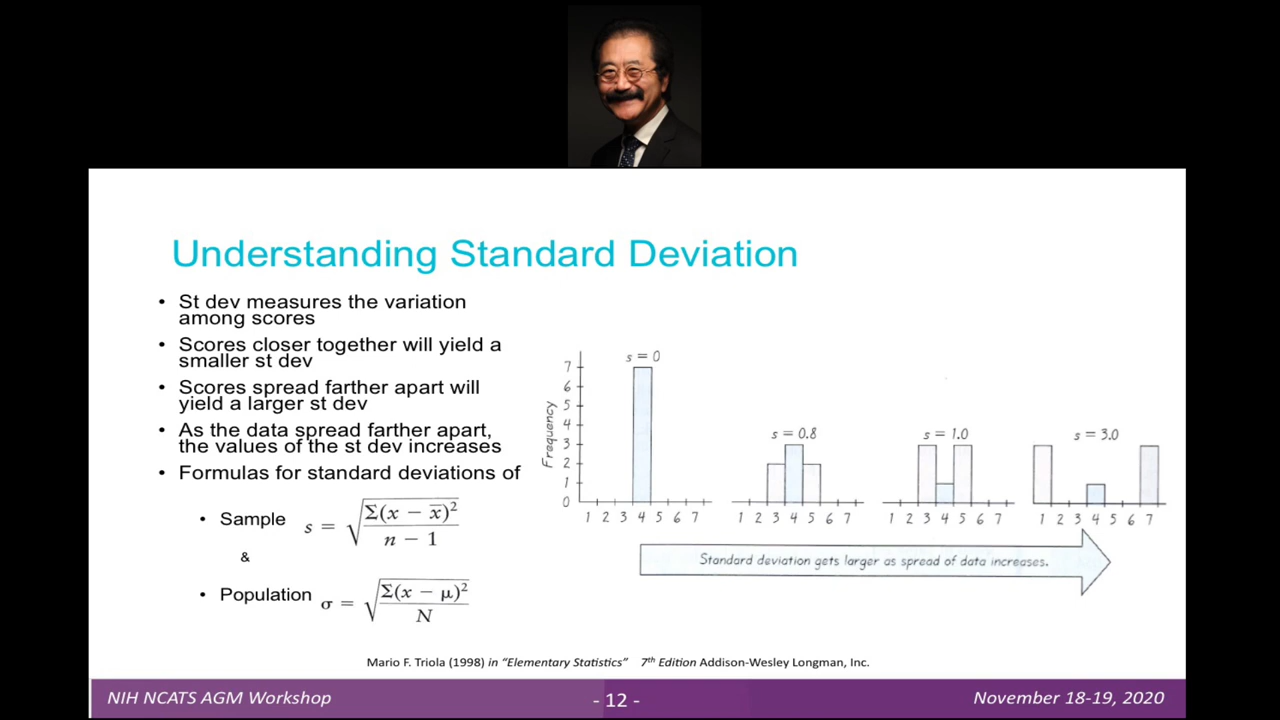 Understanding Standard Deviation
• St dev measures the variation
among scores
• Scores closer together will yield a
smaller st dev
• Scores spread farther apart will
yield a larger st dev
• As the data spread farther apart,
the values of the st dev increases
• Formulas for standard deviations of
• Sample s = √(Σ(x − x̄)² / (n − 1))
&
• Population σ = √(Σ(x − μ)² / N)
Frequency
7
6
5
4
3
2
1
0
s = 0
1 2 3 4 5 6 7
s = 0.8
1 2 3 4 5 6 7
s = 1.0
1 2 3 4 5 6 7
s = 3.0
1 2 3 4 5 6 7
Standard deviation gets larger as spread of data increases.
Mario F. Triola (1998) in “Elementary Statistics” 7th Edition Addison-Wesley Longman, Inc.
NIH NCATS AGM Workshop
- 12 -
November 18-19, 2020